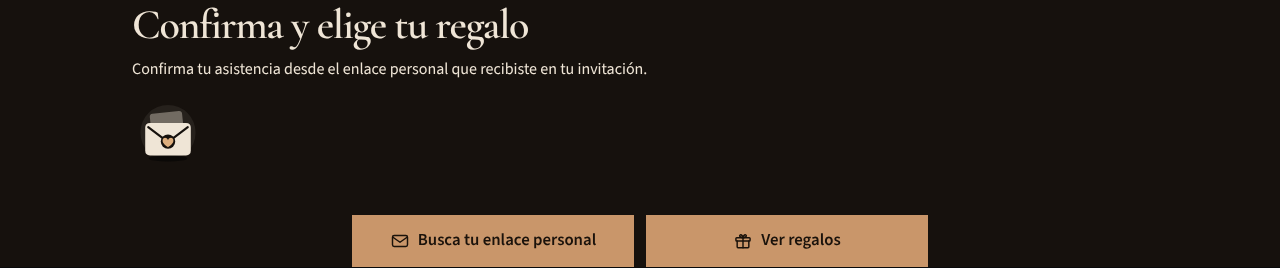 Confirma y elige tu regalo
Confirma tu asistencia desde el enlace personal que recibiste en tu invitación.
Busca tu enlace personal
Ver regalos